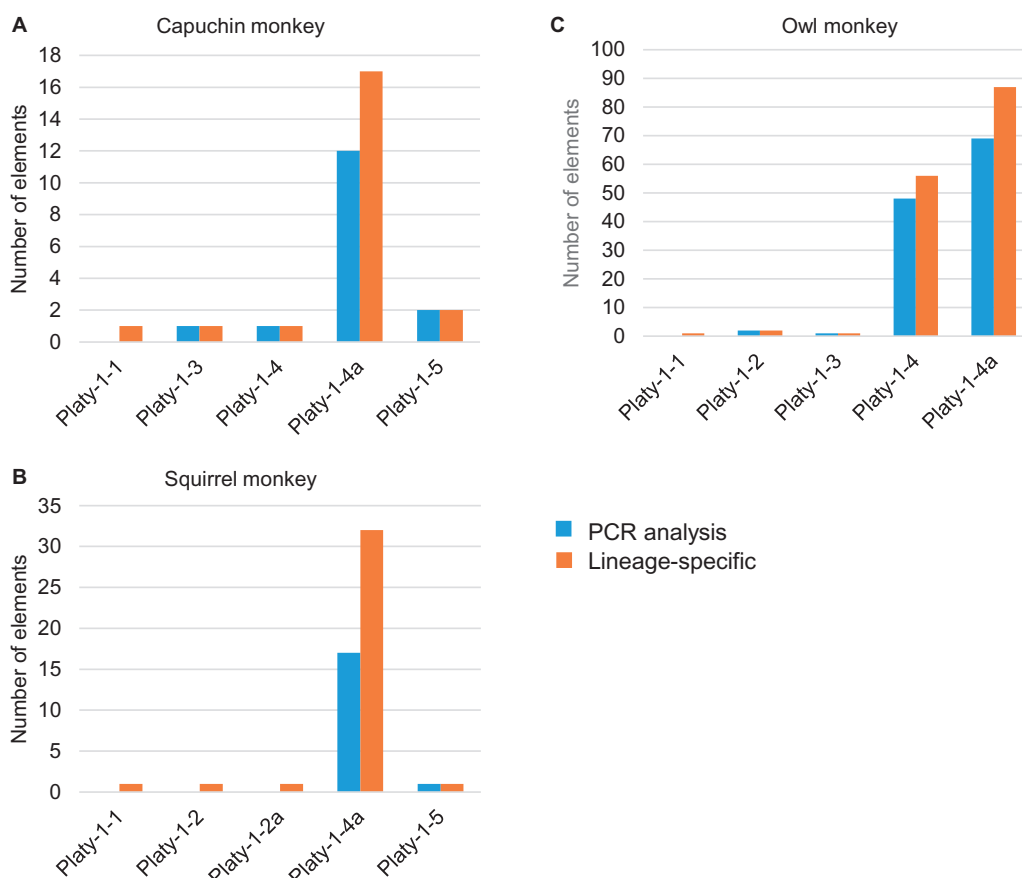 A
Capuchin monkey
Number of elements
18
16
14
12
10
8
6
4
2
0
Platy-1-1
Platy-1-3
Platy-1-4
Platy-1-4a
Platy-1-5
B
Squirrel monkey
Number of elements
35
30
25
20
15
10
5
0
Platy-1-1
Platy-1-2
Platy-1-2a
Platy-1-4a
Platy-1-5
C
Owl monkey
Number of elements
100
90
80
70
60
50
40
30
20
10
0
Platy-1-1
Platy-1-2
Platy-1-3
Platy-1-4
Platy-1-4a
PCR analysis
Lineage-specific